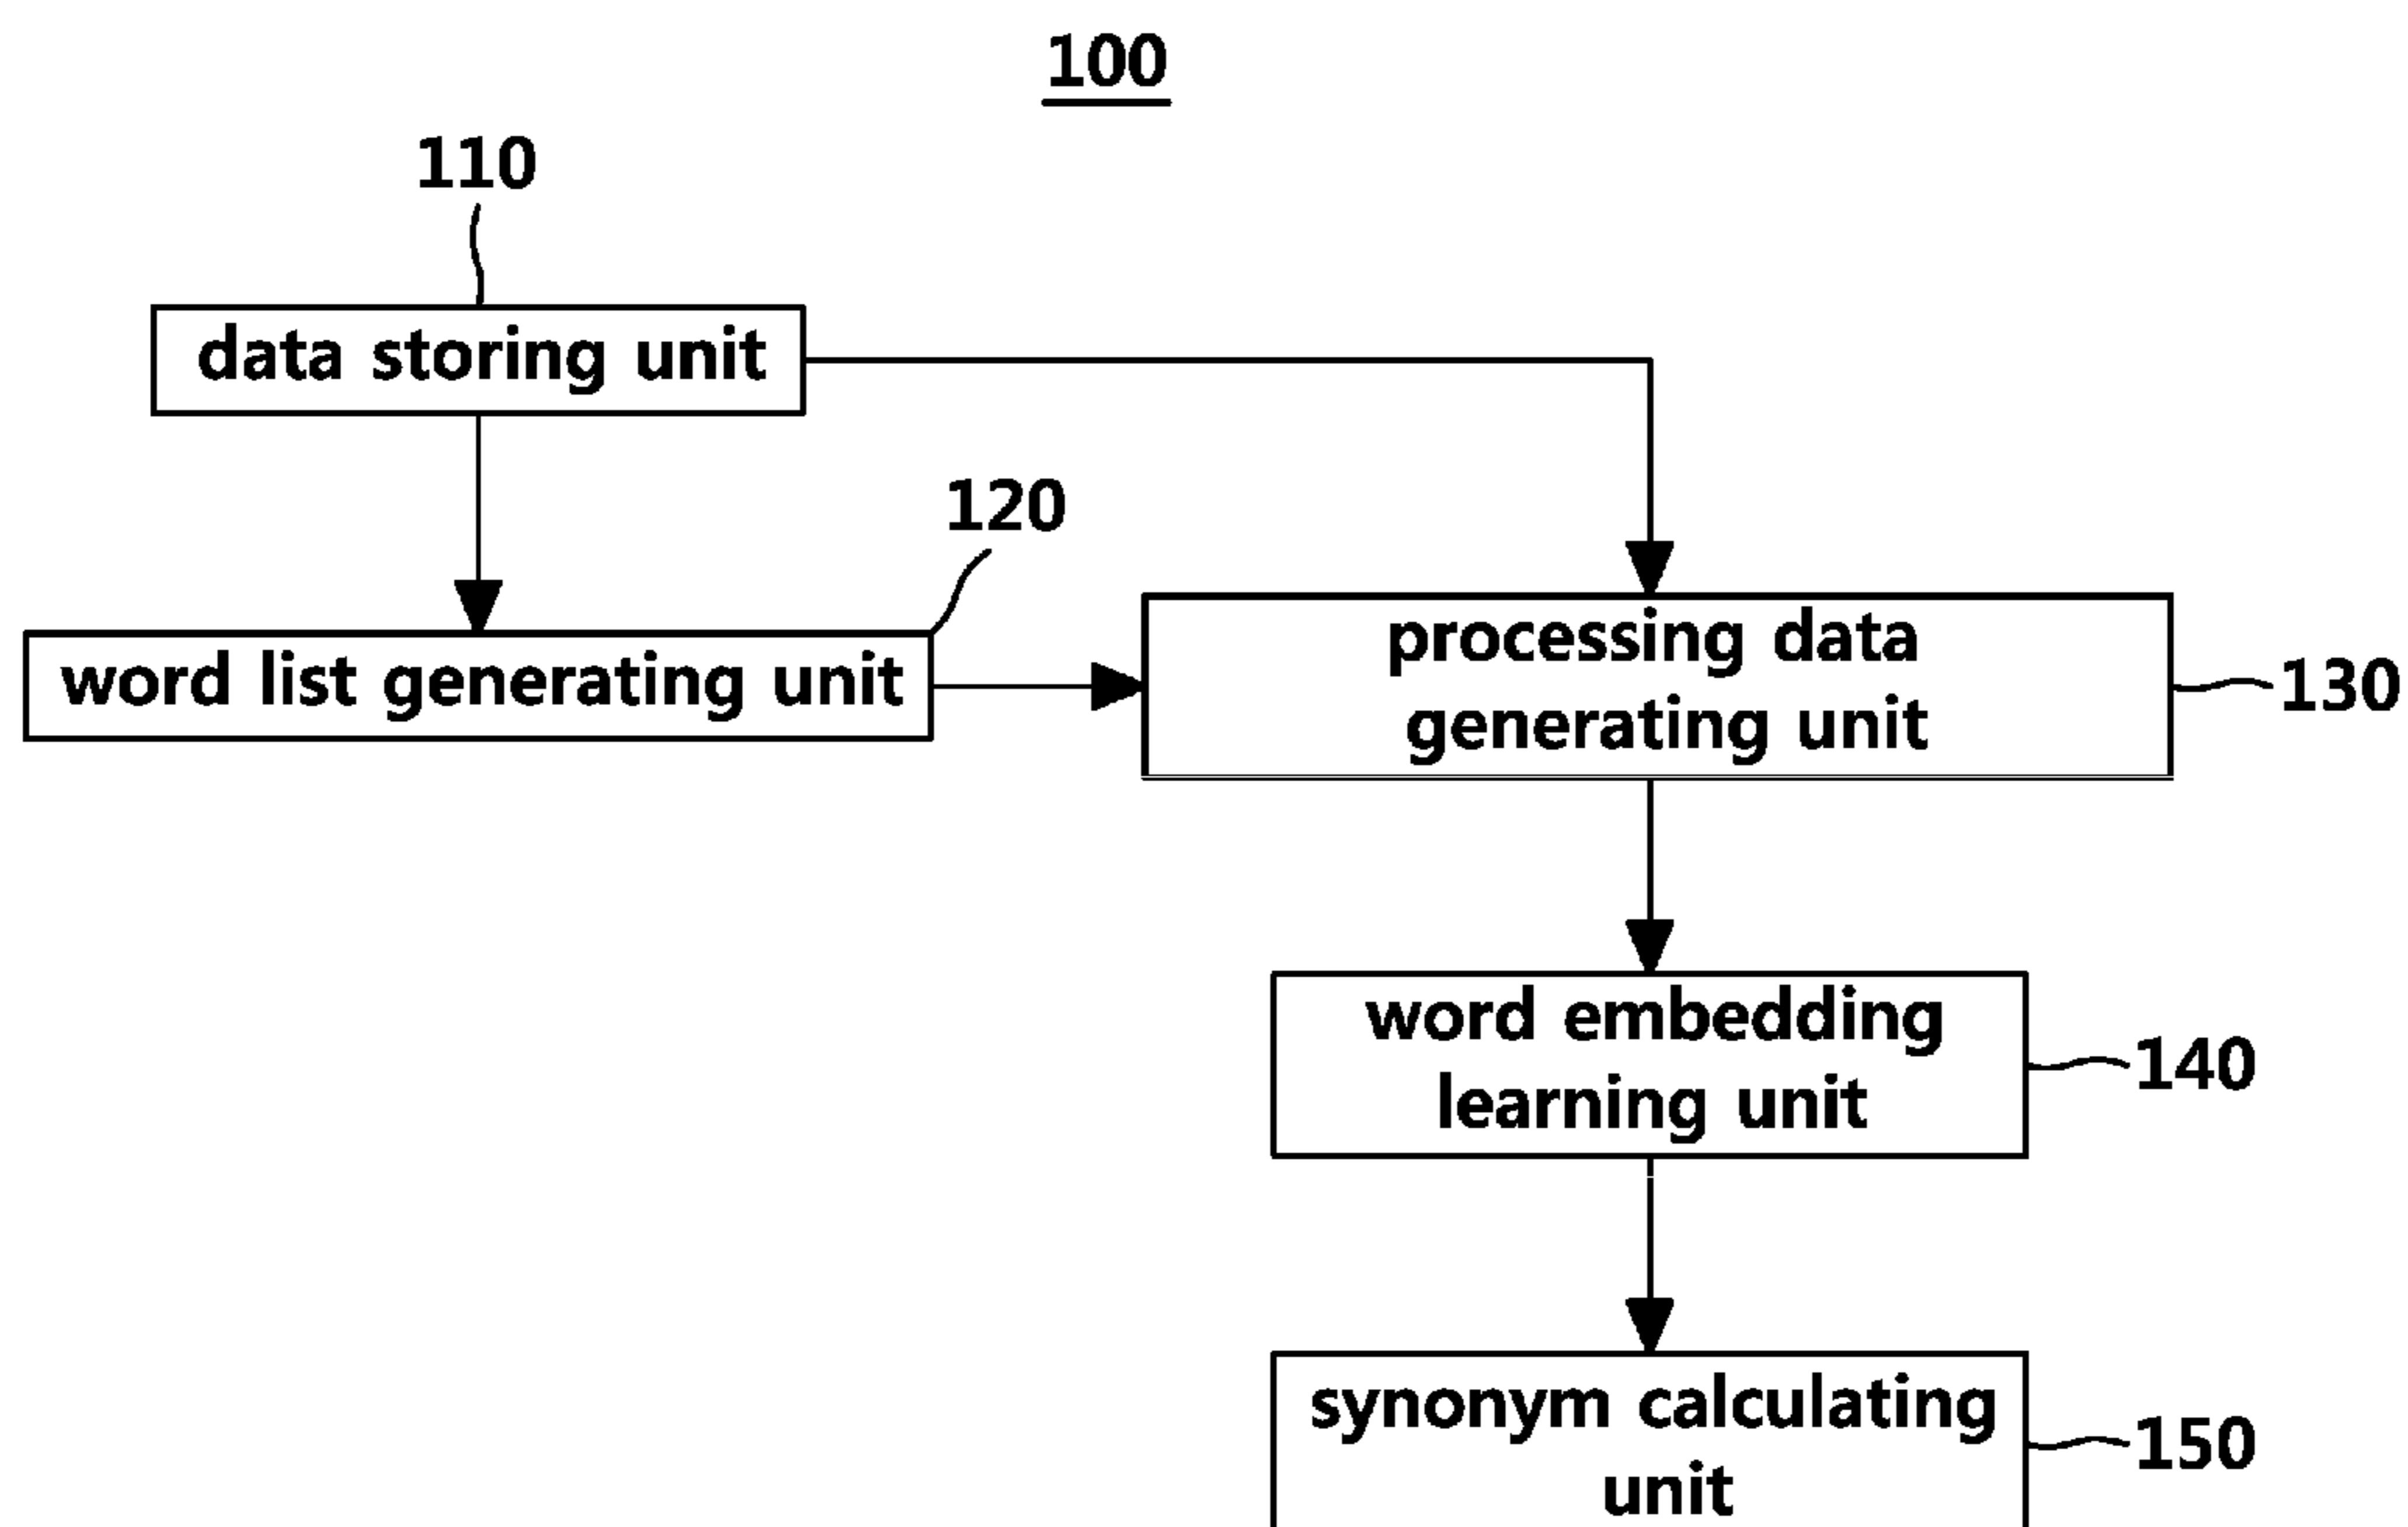 100
110
data storing unit
120
word list generating unit
processing data
generating unit
130
word embedding
learning unit
140
synonym calculating
unit
150